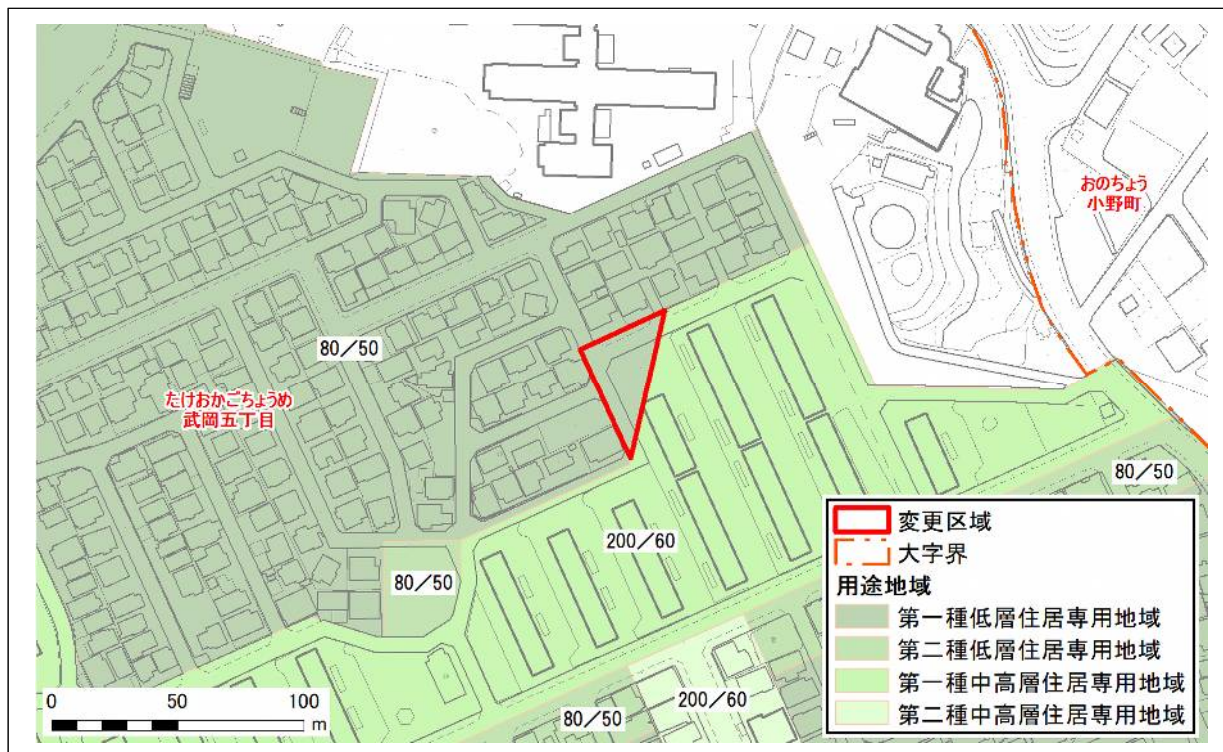 おのちょう
小野町
80/50
たけおかごちょうめ
武岡五丁目
80/50
200/60
80/50
200/60
80/50
変更区域
大字界
用途地域
第一種低層住居専用地域
第二種低層住居専用地域
第一種中高層住居専用地域
第二種中高層住居専用地域
0 50 100
m